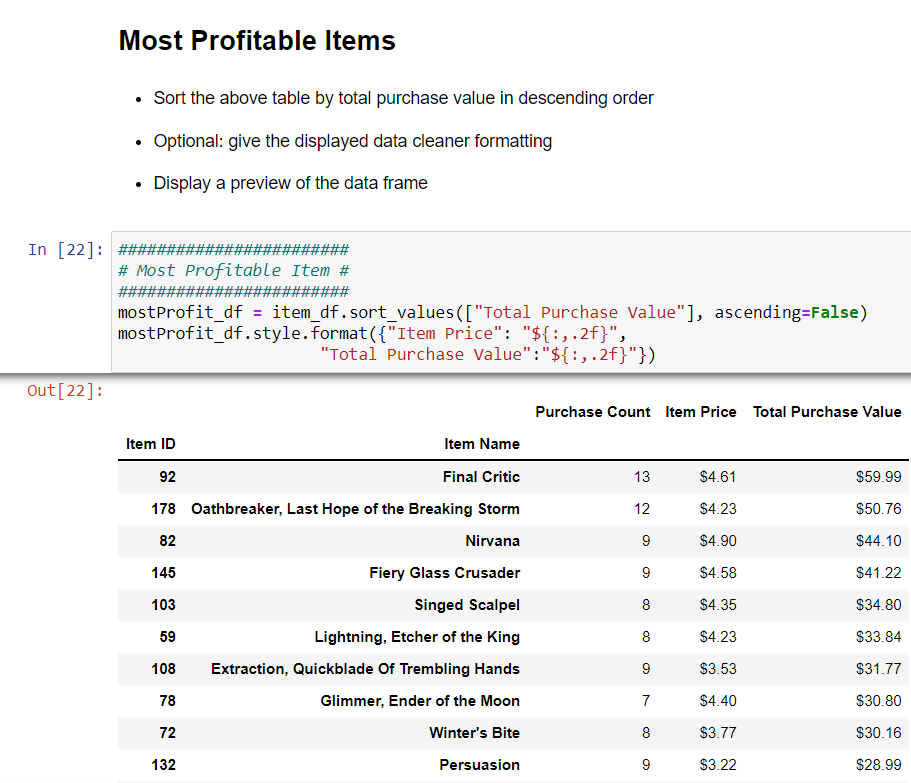 Most Profitable Items
Sort the above table by total purchase value in descending order
Optional: give the displayed data cleaner formatting
Display a preview of the data frame
In [22]:
########################
# Most Profitable Item #
########################
mostProfit_df = item_df.sort_values(["Total Purchase Value"], ascending=False)
mostProfit_df.style.format({"Item Price": "${:,.2f}",
"Total Purchase Value":"${:,.2f}"})
Out[22]:
Purchase Count Item Price Total Purchase Value
Item ID Item Name
92 Final Critic 13 $4.61 $59.99
178 Oathbreaker, Last Hope of the Breaking Storm 12 $4.23 $50.76
82 Nirvana 9 $4.90 $44.10
145 Fiery Glass Crusader 9 $4.58 $41.22
103 Singed Scalpel 8 $4.35 $34.80
59 Lightning, Etcher of the King 8 $4.23 $33.84
108 Extraction, Quickblade Of Trembling Hands 9 $3.53 $31.77
78 Glimmer, Ender of the Moon 7 $4.40 $30.80
72 Winter's Bite 8 $3.77 $30.16
132 Persuasion 9 $3.22 $28.99